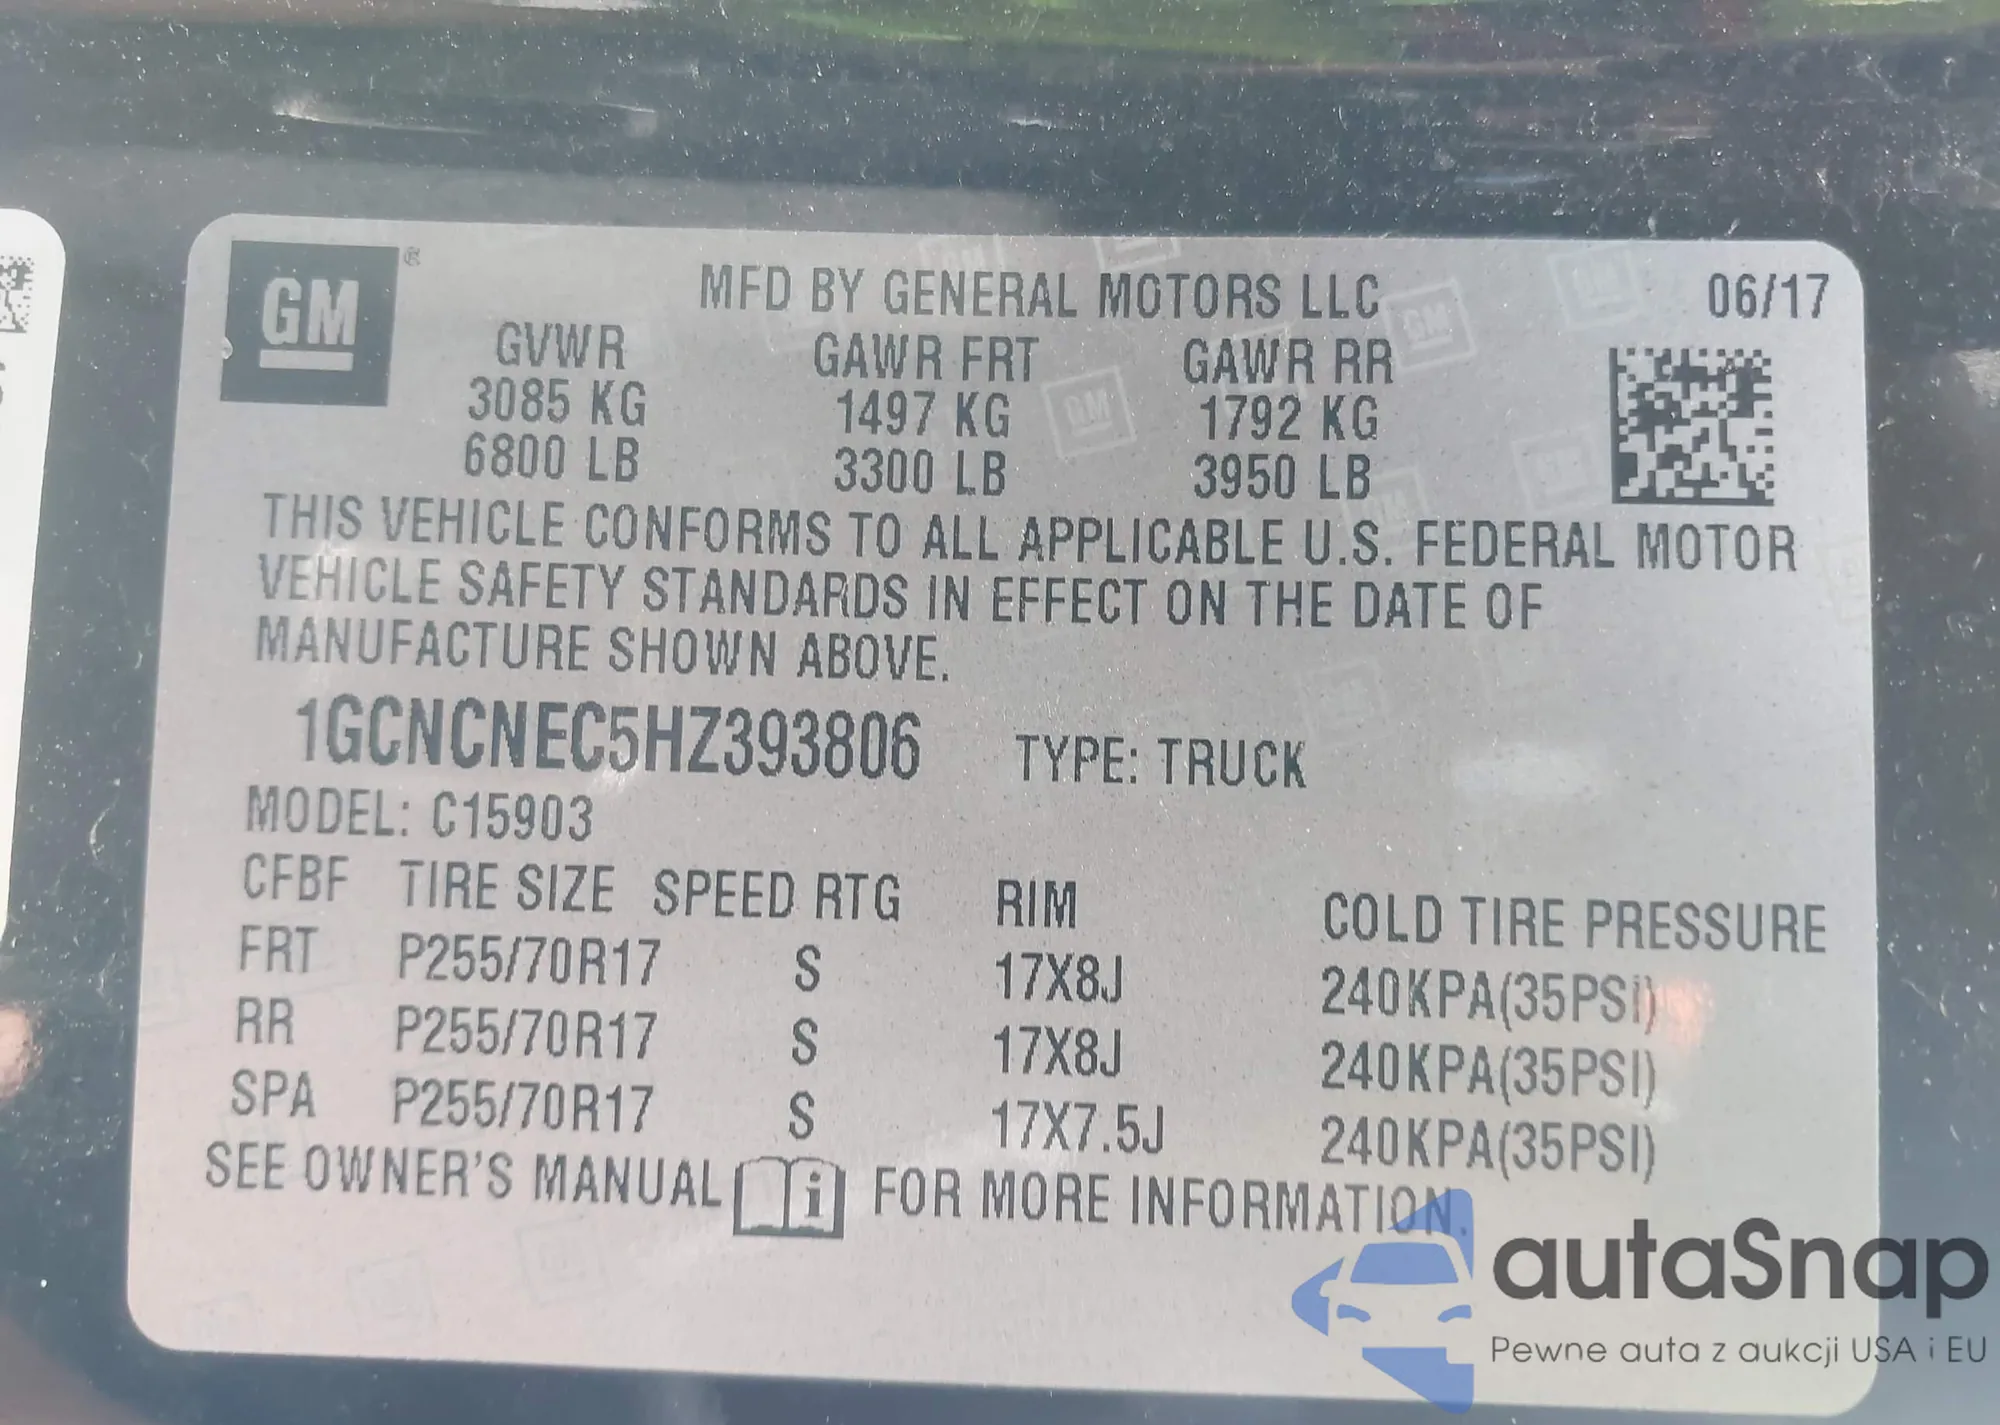 GM
MFD BY GENERAL MOTORS LLC 06/17
GVWR GAWR FRT GAWR RR
3085 KG 1497 KG 1792 KG
6800 LB 3300 LB 3950 LB
THIS VEHICLE CONFORMS TO ALL APPLICABLE U.S. FEDERAL MOTOR
VEHICLE SAFETY STANDARDS IN EFFECT ON THE DATE OF
MANUFACTURE SHOWN ABOVE.
1GCNCNEC5HZ393806 TYPE: TRUCK
MODEL: C15903
CFBF TIRE SIZE SPEED RTG RIM COLD TIRE PRESSURE
FRT P255/70R17 S 17X8J 240KPA(35PSI)
RR P255/70R17 S 17X8J 240KPA(35PSI)
SPA P255/70R17 S 17X7.5J 240KPA(35PSI)
SEE OWNER'S MANUAL i FOR MORE INFORMATION.
autaSnap
Pewne auta z aukcji USA i EU